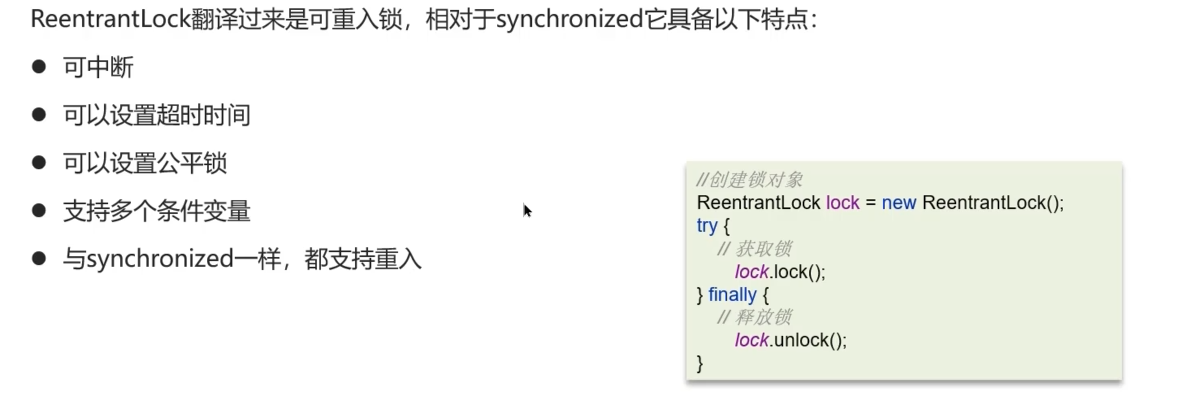 ReentrantLock翻译过来是可重入锁，相对于synchronized它具备以下特点：
● 可中断
● 可以设置超时时间
● 可以设置公平锁
● 支持多个条件变量
● 与synchronized一样，都支持重入
//创建锁对象
ReentrantLock lock = new ReentrantLock();
try {
// 获取锁
lock.lock();
} finally {
// 释放锁
lock.unlock();
}